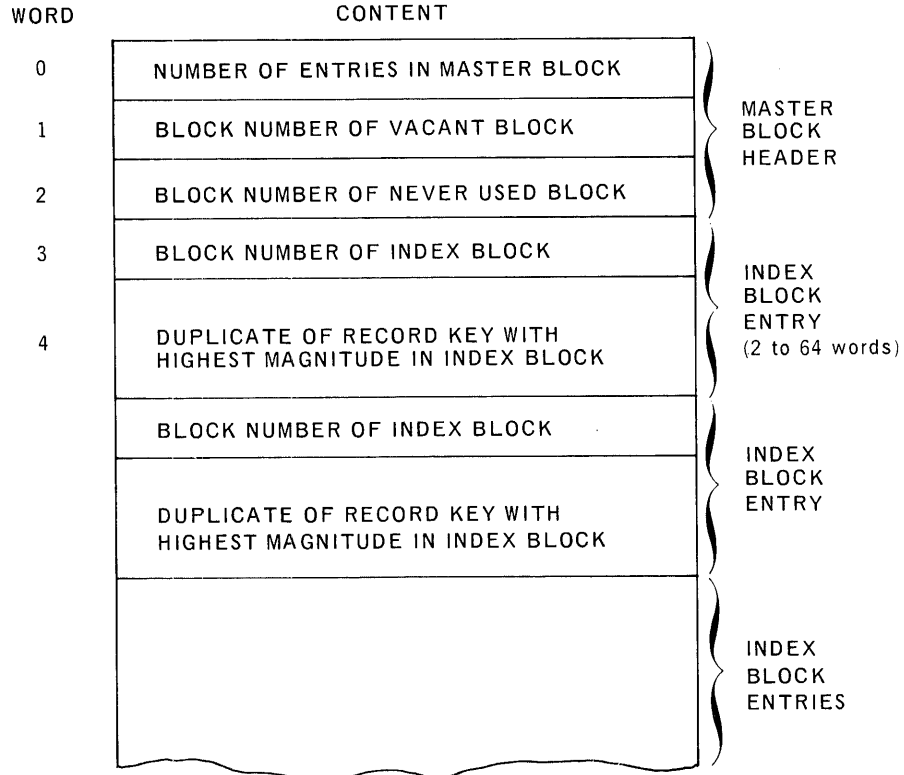 WORD CONTENT
0 NUMBER OF ENTRIES IN MASTER BLOCK
1 BLOCK NUMBER OF VACANT BLOCK
2 BLOCK NUMBER OF NEVER USED BLOCK
MASTER
BLOCK
HEADER
3 BLOCK NUMBER OF INDEX BLOCK
4 DUPLICATE OF RECORD KEY WITH
HIGHEST MAGNITUDE IN INDEX BLOCK
INDEX
BLOCK
ENTRY
(2 to 64 words)
BLOCK NUMBER OF INDEX BLOCK
DUPLICATE OF RECORD KEY WITH
HIGHEST MAGNITUDE IN INDEX BLOCK
INDEX
BLOCK
ENTRY
INDEX
BLOCK
ENTRIES